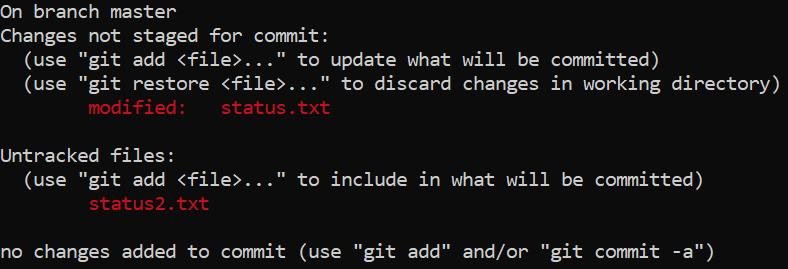 On branch master
Changes not staged for commit:
  (use "git add <file>..." to update what will be committed)
  (use "git restore <file>..." to discard changes in working directory)
        modified:   status.txt

Untracked files:
  (use "git add <file>..." to include in what will be committed)
        status2.txt

no changes added to commit (use "git add" and/or "git commit -a")